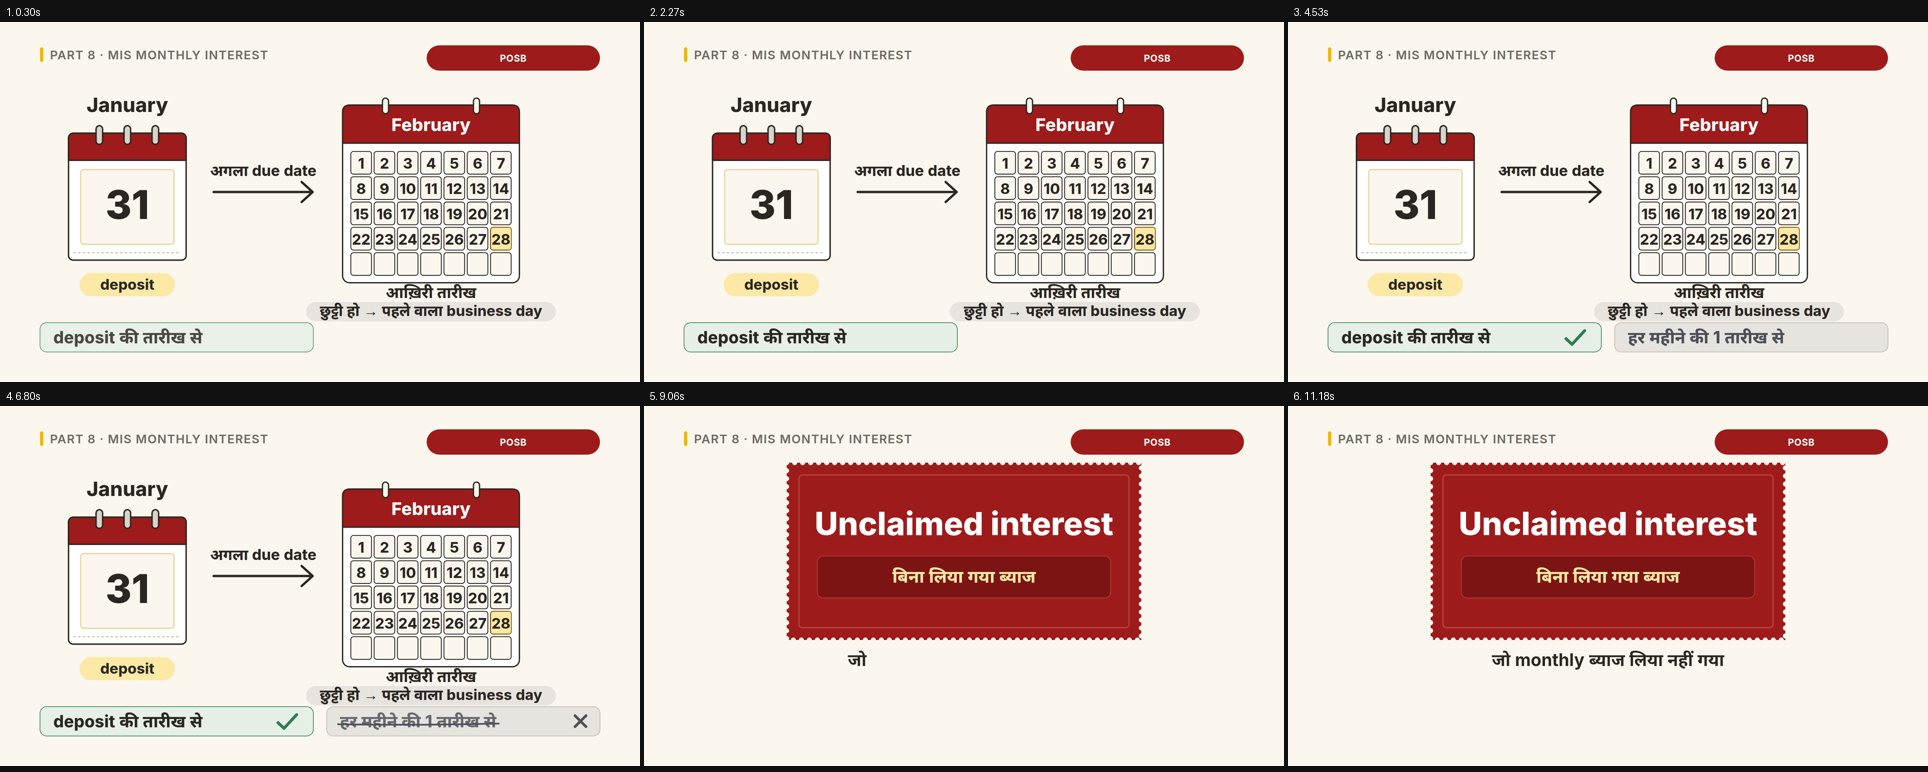 1. 0.30s
PART 8 · MIS MONTHLY INTEREST
POSB
January
31
deposit
अगला due date
February
1 2 3 4 5 6 7
8 9 10 11 12 13 14
15 16 17 18 19 20 21
22 23 24 25 26 27 28
आख़िरी तारीख
छुट्टी हो → पहले वाला business day
deposit की तारीख से
2. 2.27s
PART 8 · MIS MONTHLY INTEREST
POSB
January
31
deposit
अगला due date
February
1 2 3 4 5 6 7
8 9 10 11 12 13 14
15 16 17 18 19 20 21
22 23 24 25 26 27 28
आख़िरी तारीख
छुट्टी हो → पहले वाला business day
deposit की तारीख से
3. 4.53s
PART 8 · MIS MONTHLY INTEREST
POSB
January
31
deposit
अगला due date
February
1 2 3 4 5 6 7
8 9 10 11 12 13 14
15 16 17 18 19 20 21
22 23 24 25 26 27 28
आख़िरी तारीख
छुट्टी हो → पहले वाला business day
deposit की तारीख से
हर महीने की 1 तारीख से
4. 6.80s
PART 8 · MIS MONTHLY INTEREST
POSB
January
31
deposit
अगला due date
February
1 2 3 4 5 6 7
8 9 10 11 12 13 14
15 16 17 18 19 20 21
22 23 24 25 26 27 28
आख़िरी तारीख
छुट्टी हो → पहले वाला business day
deposit की तारीख से
हर महीने की 1 तारीख से
5. 9.06s
PART 8 · MIS MONTHLY INTEREST
POSB
Unclaimed interest
बिना लिया गया ब्याज
जो
6. 11.18s
PART 8 · MIS MONTHLY INTEREST
POSB
Unclaimed interest
बिना लिया गया ब्याज
जो monthly ब्याज लिया नहीं गया